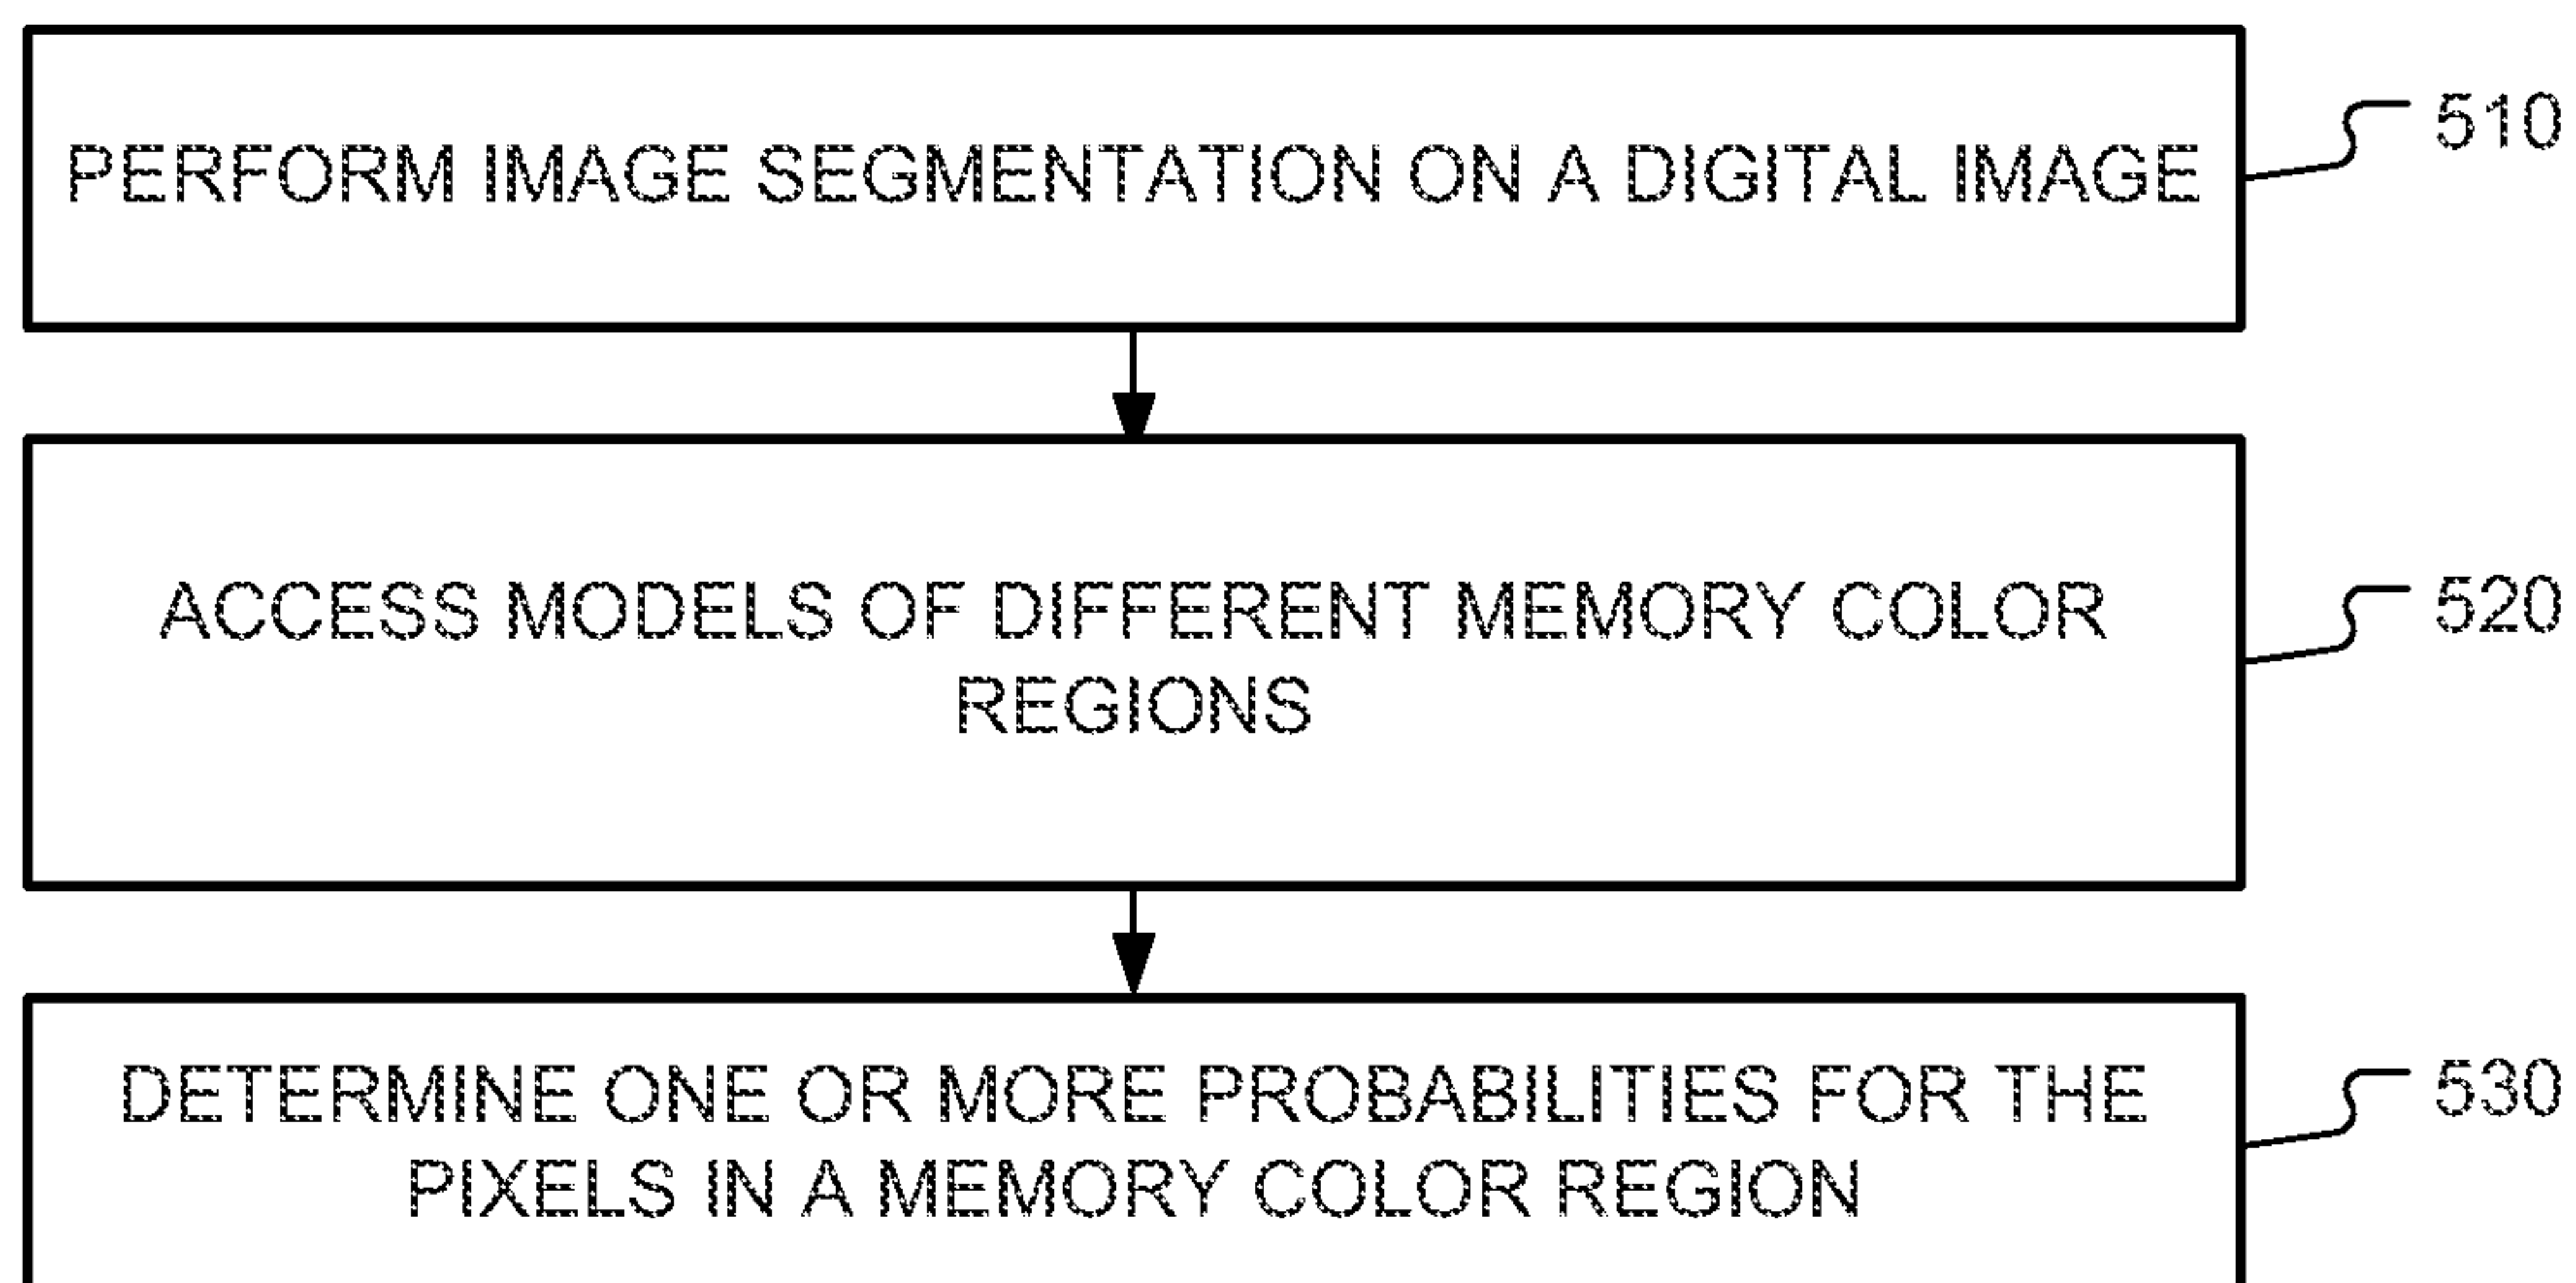 PERFORM IMAGE SEGMENTATION ON A DIGITAL IMAGE
510
ACCESS MODELS OF DIFFERENT MEMORY COLOR
REGIONS
520
DETERMINE ONE OR MORE PROBABILITIES FOR THE
PIXELS IN A MEMORY COLOR REGION
530